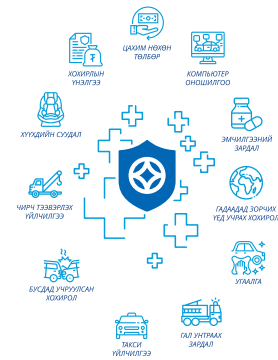 ЦАХИМ НӨХӨН
ТӨЛБӨР
ХОХИРЛЫН
ҮНЭЛГЭЭ
КОМПЬЮТЕР
ОНОШИЛГОО
ХҮҮХДИЙН СУУДАЛ
ЭМЧИЛГЭЭНИЙ
ЗАРДАЛ
ЧИРЧ ТЭЭВЭРЛЭХ
ҮЙЛЧИЛГЭЭ
ГАДААДАД ЗОРЧИХ
ҮЕД УЧРАХ ХОХИРОЛ
БУСДАД УЧРУУЛСАН
ХОХИРОЛ
УГААЛГА
ТАКСИ
ҮЙЛЧИЛГЭЭ
ГАЛ УНТРААХ
ЗАРДАЛ